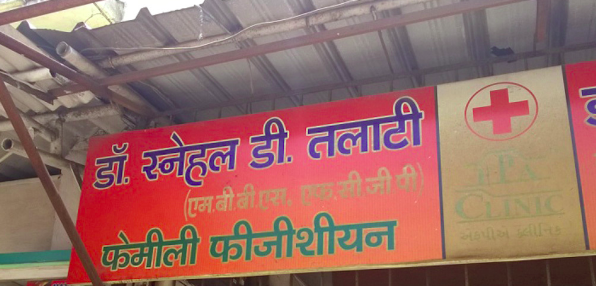 डॉ. स्नेहल डी. तलाटी
(एम.बी.बी.एस. एफ.सी.जी.पी)
फेमीली फीजीशीयन
CLINIC